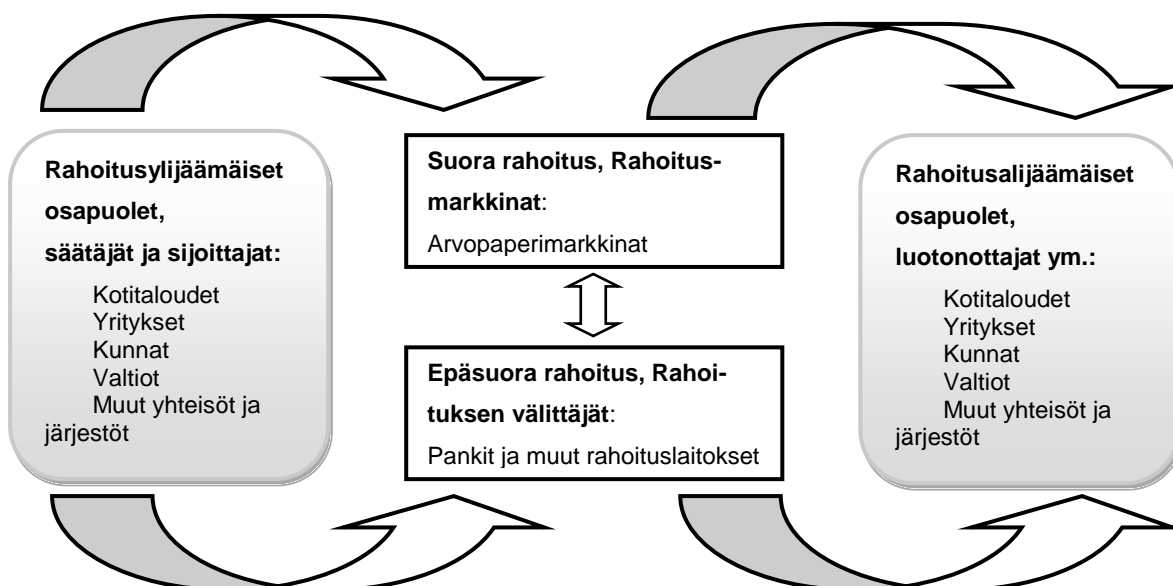 Rahoitusylijäämäiset
osapuolet,
säätäjät ja sijoittajat:
Kotitaloudet
Yritykset
Kunnat
Valtiot
Muut yhteisöt ja
järjestöt
Suora rahoitus, Rahoitus-
markkinat:
Arvopaperimarkkinat
Epäsuora rahoitus, Rahoi-
tuksen välittäjät:
Pankit ja muut rahoituslaitokset
Rahoitusalijäämäiset
osapuolet,
luotonottajat ym.:
Kotitaloudet
Yritykset
Kunnat
Valtiot
Muut yhteisöt ja
järjestöt